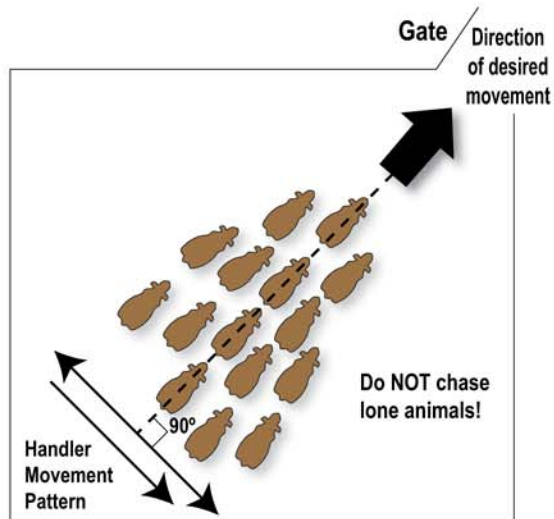 Gate
Direction
of desired
movement
90º
Do NOT chase
lone animals!
Handler
Movement
Pattern